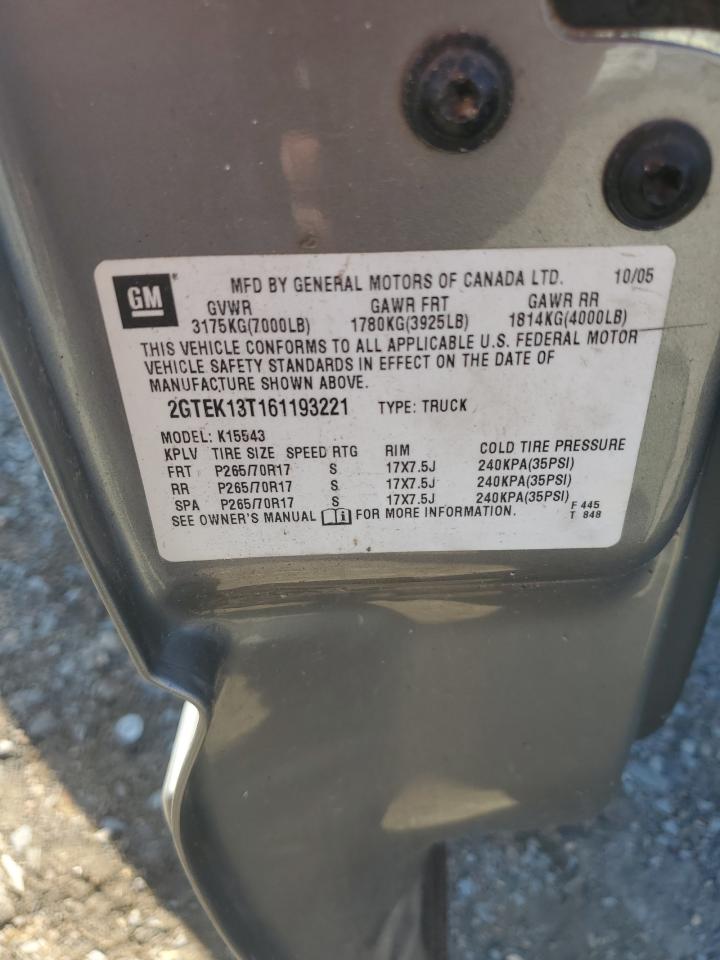 GM ® MFD BY GENERAL MOTORS OF CANADA LTD. 10/05
GVWR GAWR FRT GAWR RR
3175KG(7000LB) 1780KG(3925LB) 1814KG(4000LB)
THIS VEHICLE CONFORMS TO ALL APPLICABLE U.S. FEDERAL MOTOR
VEHICLE SAFETY STANDARDS IN EFFECT ON THE DATE OF
MANUFACTURE SHOWN ABOVE.
2GTEK13T161193221 TYPE: TRUCK
MODEL: K15543
KPLV TIRE SIZE SPEED RTG RIM COLD TIRE PRESSURE
FRT P265/70R17 S 17X7.5J 240KPA(35PSI)
RR P265/70R17 S 17X7.5J 240KPA(35PSI)
SPA P265/70R17 S 17X7.5J 240KPA(35PSI)
SEE OWNER'S MANUAL i FOR MORE INFORMATION. F 445
T 848